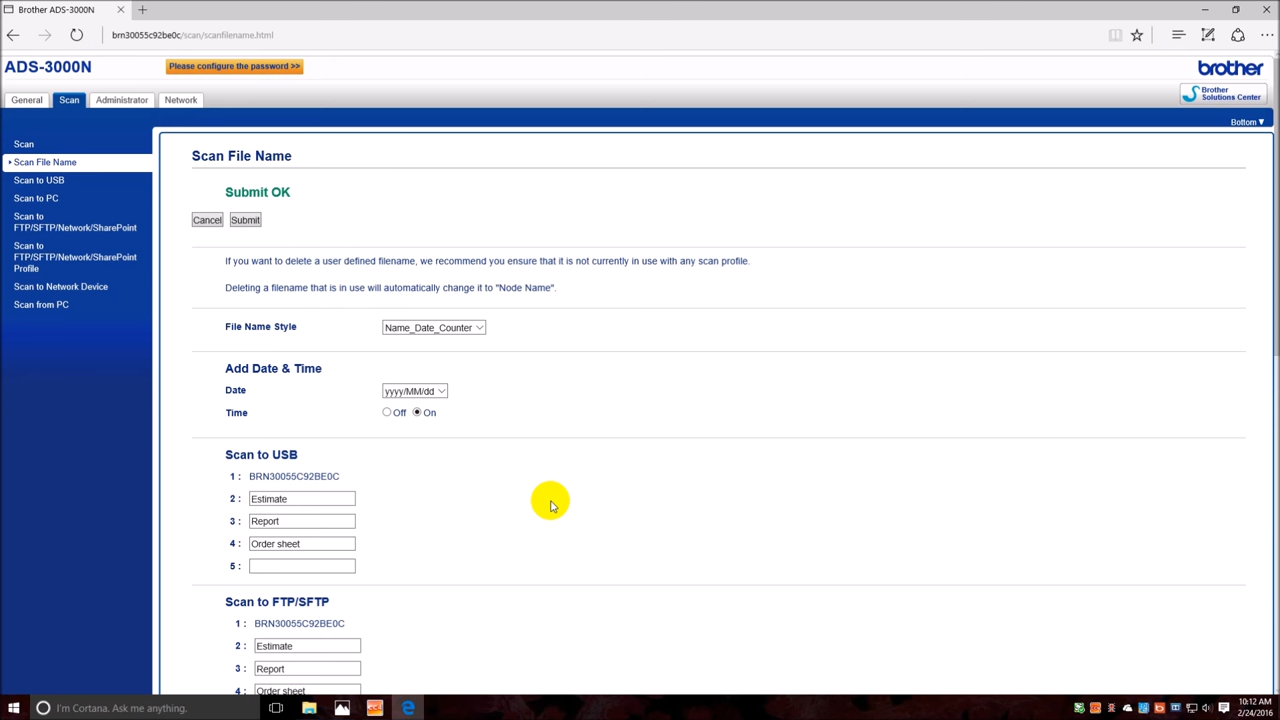 Brother ADS-3000N
brn30055c92be0c/scan/scanfilename.html
ADS-3000N
Please configure the password >>
brother
General
Scan
Administrator
Network
Brother
Solutions Center
Bottom▼
Scan
Scan File Name
Scan to USB
Scan to PC
Scan to
FTP/SFTP/Network/SharePoint
Scan to
FTP/SFTP/Network/SharePoint
Profile
Scan to Network Device
Scan from PC
Scan File Name
Submit OK
Cancel
Submit
If you want to delete a user defined filename, we recommend you ensure that it is not currently in use with any scan profile.
Deleting a filename that is in use will automatically change it to "Node Name".
File Name Style
Name_Date_Counter
Add Date & Time
Date
yyyy/MM/dd
Time
Off
On
Scan to USB
1 : BRN30055C92BE0C
2 : Estimate
3 : Report
4 : Order sheet
5 :
Scan to FTP/SFTP
1 : BRN30055C92BE0C
2 : Estimate
3 : Report
4 : Order sheet
I'm Cortana. Ask me anything.
10:12 AM
2/24/2016